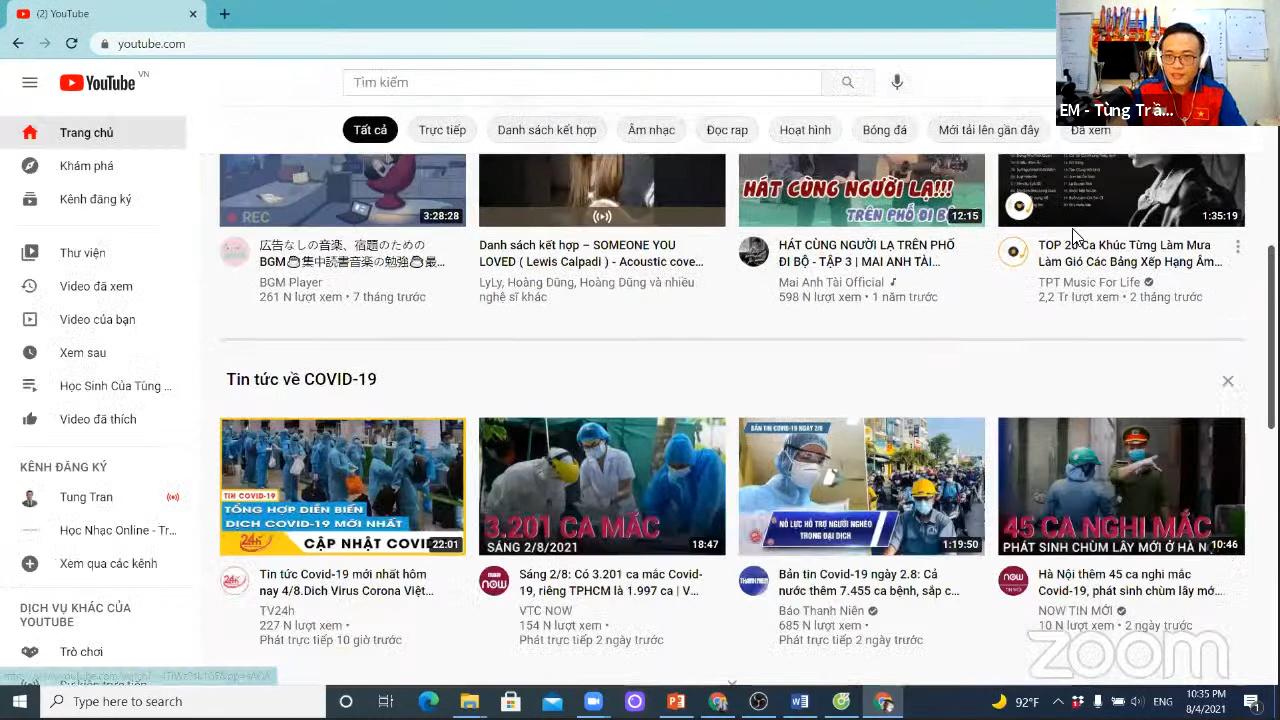 (2) YouTube
youtube.com
YouTube VN
Tìm kiếm
EM - Tùng Trầ...
Tất cả
Trực tiếp
Danh sách kết hợp
Âm nhạc
Đọc rap
Hoạt hình
Bóng đá
Mới tải lên gần đây
Đã xem
Trang chủ
Khám phá
Kênh đăng ký
Thư viện
Video đã xem
Video của bạn
Xem sau
Học Sinh Của Tùng ...
Video đã thích
KÊNH ĐĂNG KÝ
Tung Tran
Học Nhạc Online - Tr...
Xem qua các kênh
DỊCH VỤ KHÁC CỦA
YOUTUBE
Trò chơi
REC
3:28:28
広告なしの音楽、宿題のための
BGM集中読書音楽の勉強最...
BGM Player
261 N lượt xem • 7 tháng trước
Danh sách kết hợp – SOMEONE YOU
LOVED ( Lewis Calpadi ) - Acoustic cove...
LyLy, Hoàng Dũng, Hoàng Dũng và nhiều
nghệ sĩ khác
HÁT CÙNG NGƯỜI LẠ!!!
TRÊN PHỐ ĐI B
12:15
HÁT CÙNG NGƯỜI LẠ TRÊN PHỐ
ĐI BỘ - TẬP 3 | MAI ANH TÀI...
Mai Anh Tài Official
598 N lượt xem • 1 năm trước
1:35:19
TOP 20 Ca Khúc Từng Làm Mưa
Làm Gió Các Bảng Xếp Hạng Âm...
TPT Music For Life
2,2 Tr lượt xem • 2 tháng trước
Tin tức về COVID-19
TIN COVID-19
TỔNG HỢP DIỄN BIẾN
DỊCH COVID-19 MỚI NHẤT
24h
CẬP NHẬT COVI
22:01
Tin tức Covid-19 mới nhất hôm
nay 4/8.Dich Virus Corona Việt...
TV24h
227 N lượt xem •
Phát trực tiếp 10 giờ trước
3.201 CA MẮC
SÁNG 2/8/2021
18:47
NOW
Sáng 2/8: Có 3.201 ca mắc Covid-
19, riêng TPHCM là 1.997 ca | V...
VTC NOW
154 N lượt xem •
Phát trực tiếp 2 ngày trước
BẢN TIN COVID-19 NGÀY 2/8
NỖ LỰC HỖ TRỢ NGƯỜI NGHÈO
TRONG ĐẠI DỊCH
1:19:50
Bản tin Covid-19 ngày 2.8: Cả
nước thêm 7.455 ca bệnh, sắp c...
Báo Thanh Niên
685 N lượt xem •
Phát trực tiếp 2 ngày trước
45 CA NGHI MẮC
PHÁT SINH CHÙM LÂY MỚI Ở HÀ N
10:46
NOW
Hà Nội thêm 45 ca nghi mắc
Covid-19, phát sinh chùm lây mớ...
NOW TIN MỚI
10 N lượt xem • 2 ngày trước
zoom
Type here to search
92°F
ENG
10:35 PM
8/4/2021